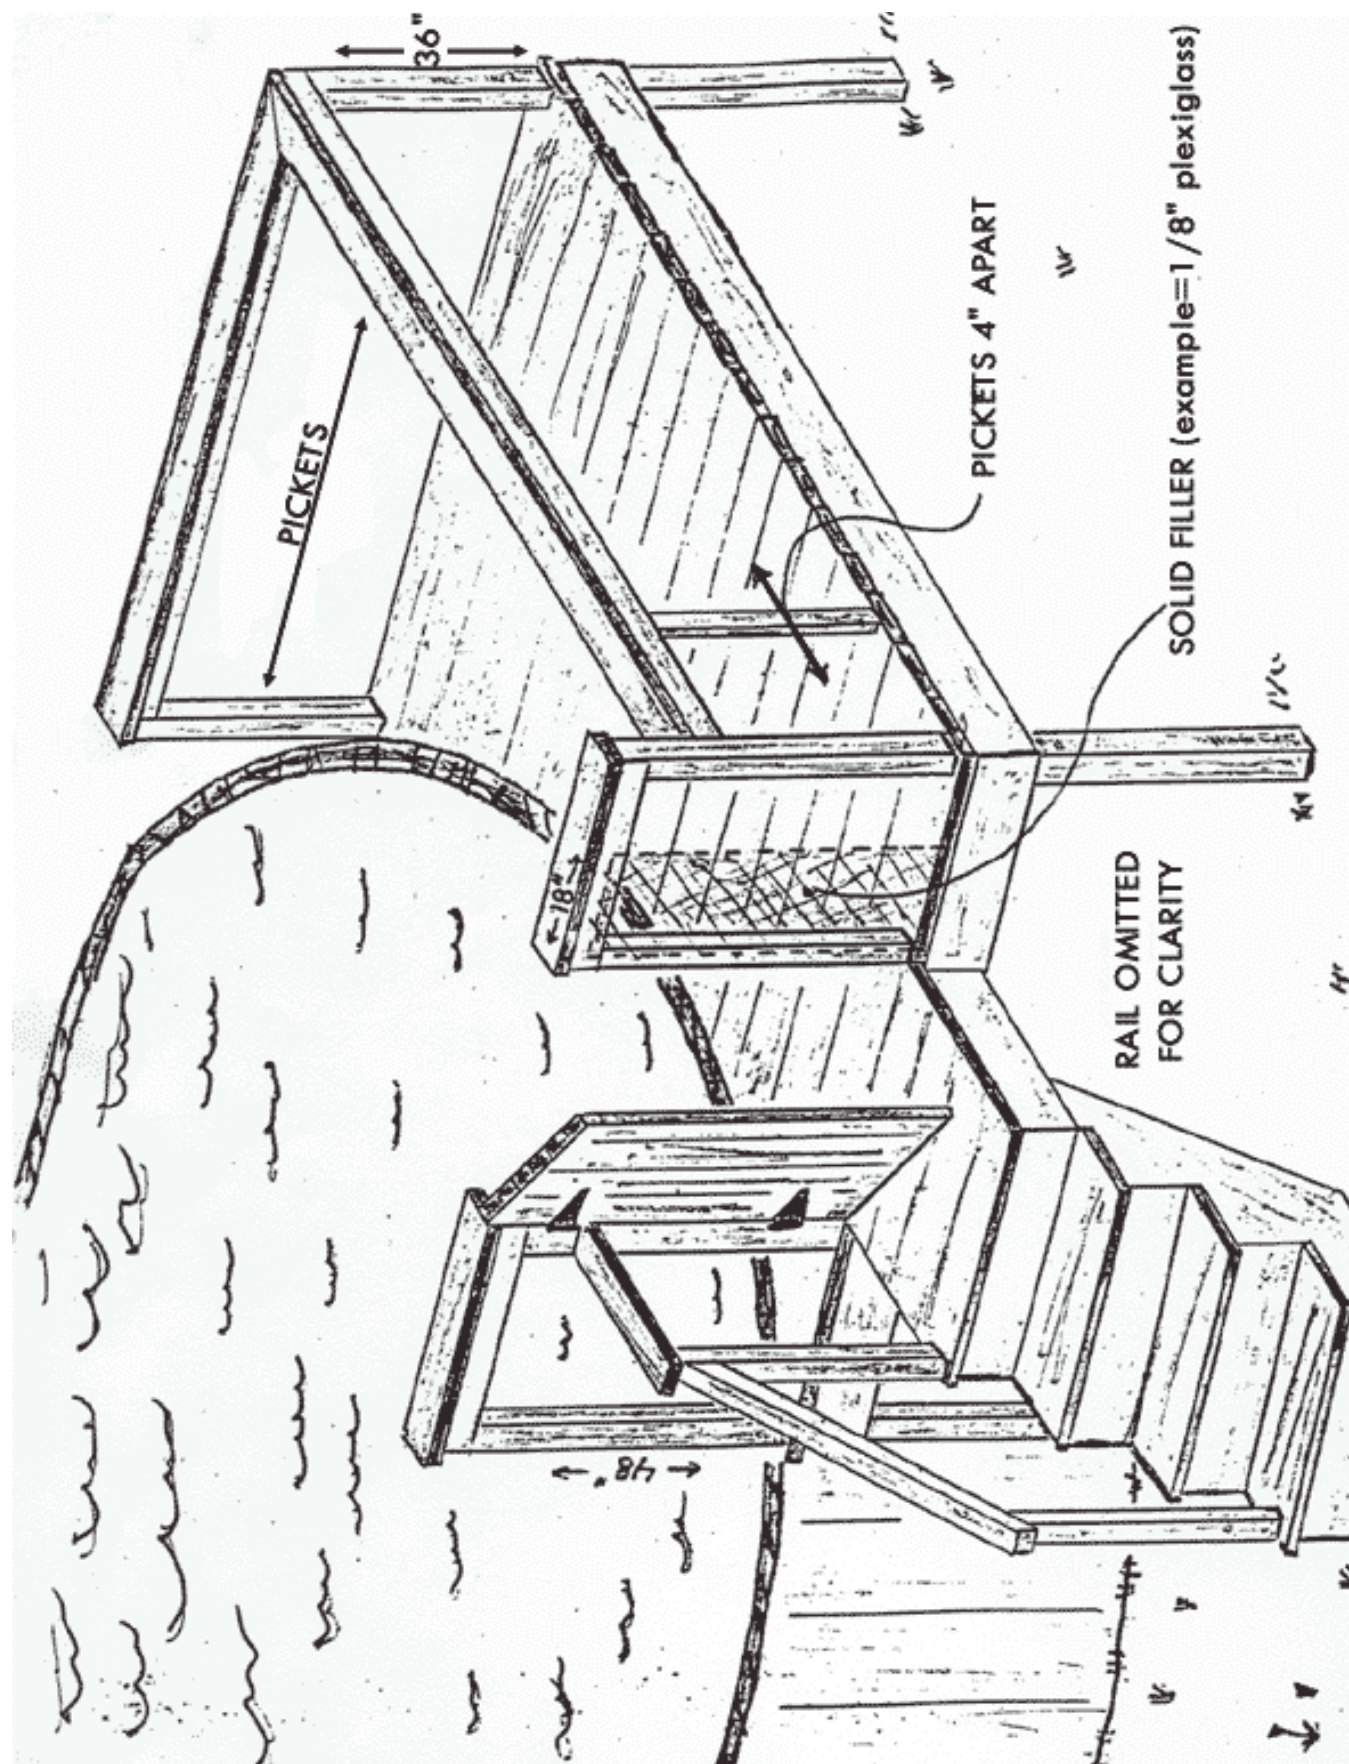 36"
PICKETS
PICKETS 4" APART
SOLID FILLER (example=1/8" plexiglass)
18"
RAIL OMITTED
FOR CLARITY
48"